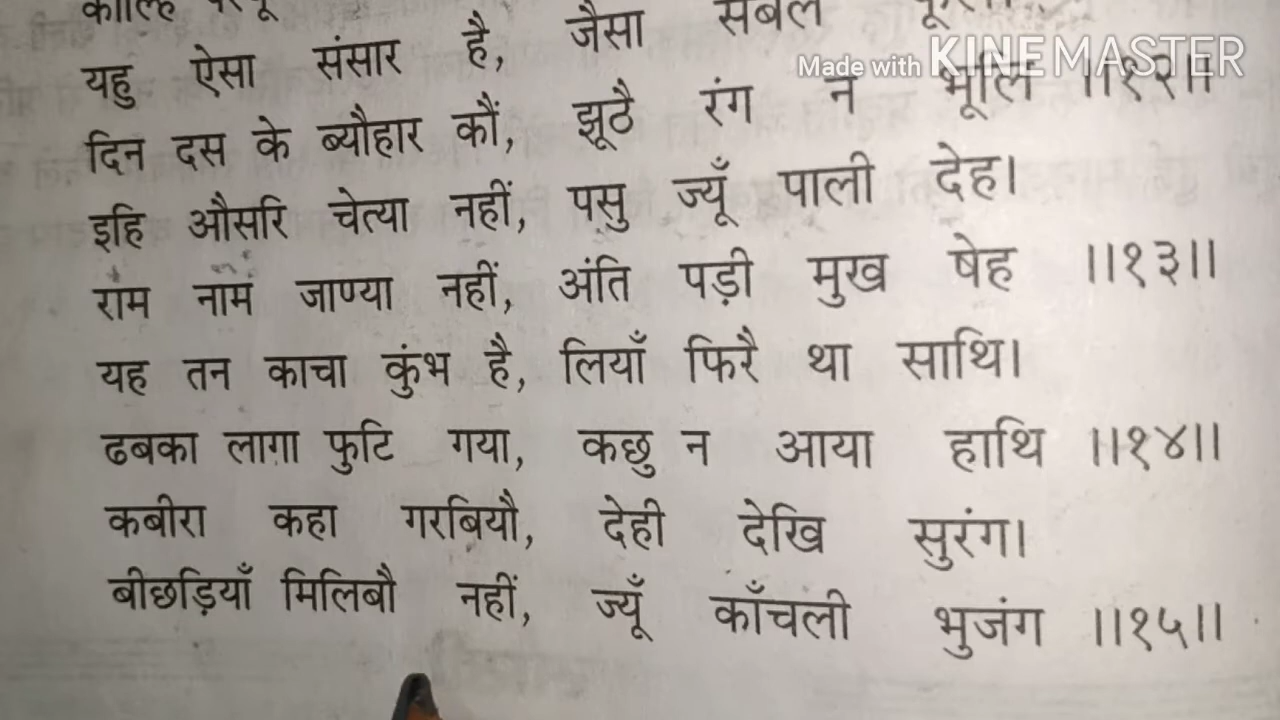 यहु ऐसा संसार है, जैसा सबल
Made with KINEMASTER
दिन दस के ब्यौहार कौं, झूठै रंग न भूलि ॥१२॥
इहि औसरि चेत्या नहीं, पसु ज्यूँ पाली देह।
राम नाम जाण्या नहीं, अंति पड़ी मुख षेह ॥१३॥
यह तन काचा कुंभ है, लियाँ फिरै था साथि।
ढबका लागा फुटि गया, कछु न आया हाथि ॥१४॥
कबीरा कहा गरबियौ, देही देखि सुरंग।
बीछड़ियाँ मिलिबौ नहीं, ज्यूँ काँचली भुजंग ॥१५॥